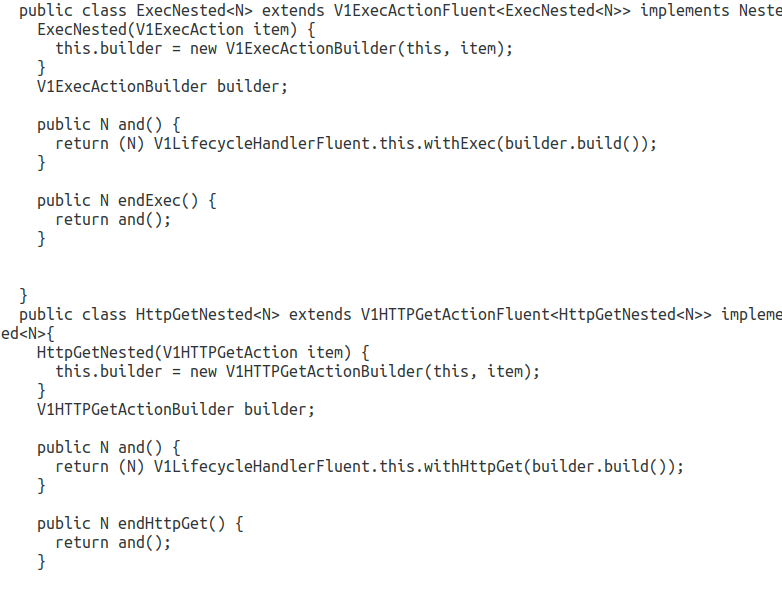 public class ExecNested<N> extends V1ExecActionFluent<ExecNested<N>> implements Neste
ExecNested(V1ExecAction item) {
this.builder = new V1ExecActionBuilder(this, item);
}
V1ExecActionBuilder builder;
public N and() {
return (N) V1LifecycleHandlerFluent.this.withExec(builder.build());
}
public N endExec() {
return and();
}
}
public class HttpGetNested<N> extends V1HTTPGetActionFluent<HttpGetNested<N>> impleme
ed<N>{
HttpGetNested(V1HTTPGetAction item) {
this.builder = new V1HTTPGetActionBuilder(this, item);
}
V1HTTPGetActionBuilder builder;
public N and() {
return (N) V1LifecycleHandlerFluent.this.withHttpGet(builder.build());
}
public N endHttpGet() {
return and();
}